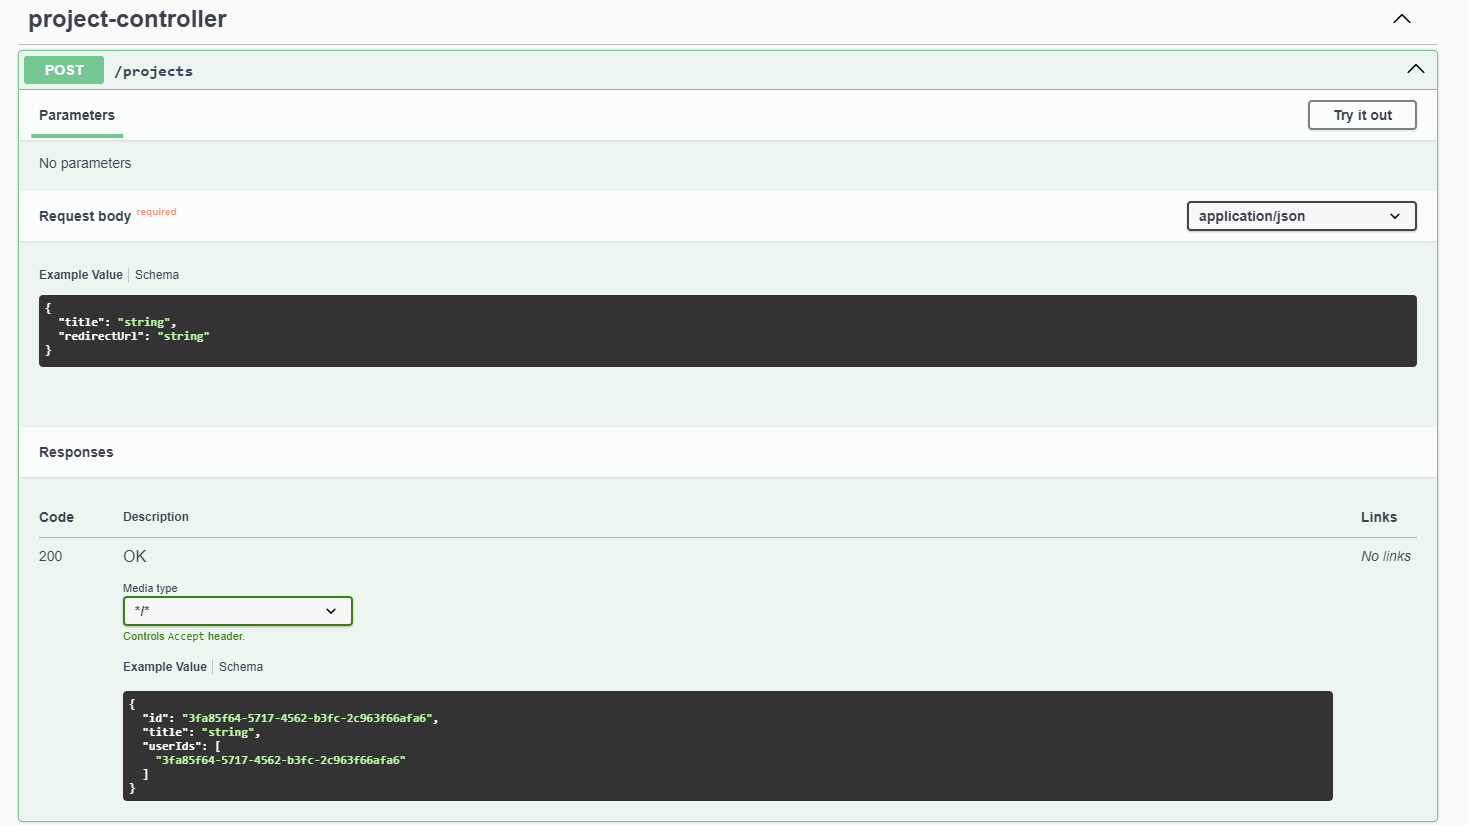 project-controller
POST /projects
Parameters
Try it out
No parameters
Request body required
application/json
Example Value Schema
{
  "title": "string",
  "redirectUrl": "string"
}
Responses
Code Description Links
200 OK No links
Media type
*/*
Controls Accept header.
Example Value Schema
{
  "id": "3fa85f64-5717-4562-b3fc-2c963f66afa6",
  "title": "string",
  "userIds": [
    "3fa85f64-5717-4562-b3fc-2c963f66afa6"
  ]
}